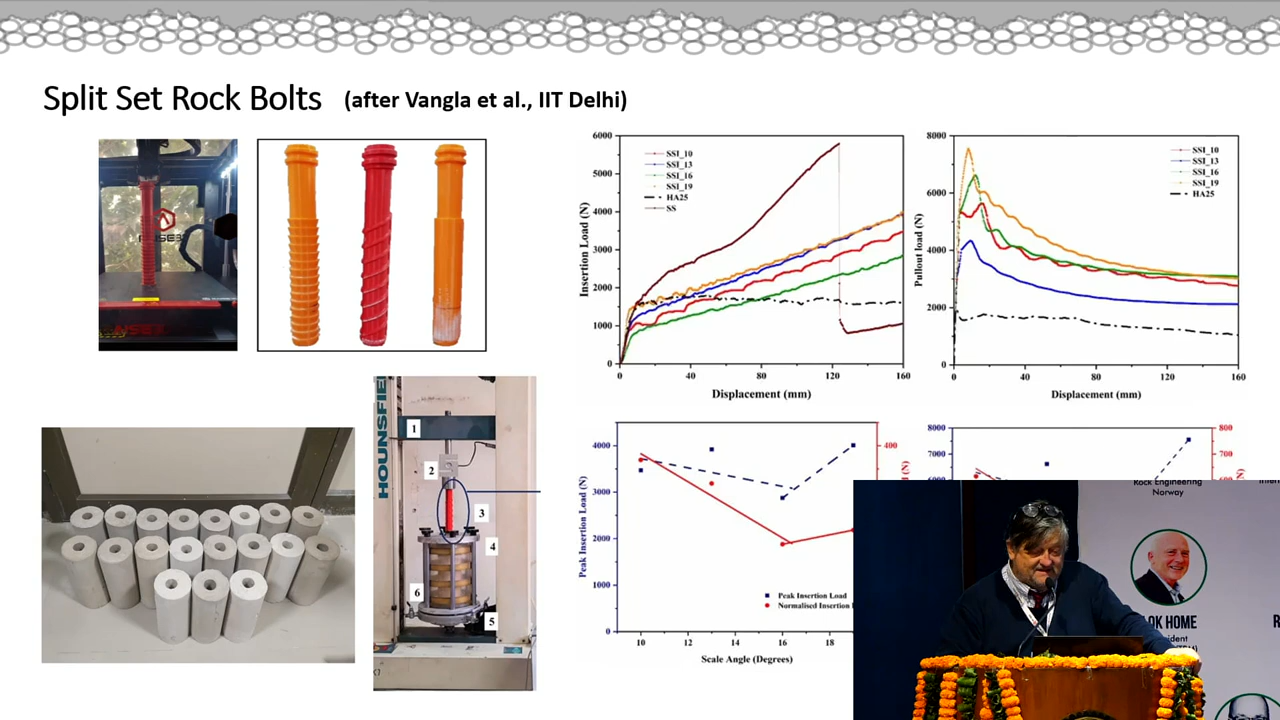 Split Set Rock Bolts (after Vangla et al., IIT Delhi)
HOUNSFIE
1
2
3
4
5
6
6000
5000
4000
3000
2000
1000
0
Insertion Load (N)
SSI_10
SSI_13
SSI_16
SSI_19
HA25
SS
0 40 80 120 160
Displacement (mm)
8000
6000
4000
2000
0
Pullout load (N)
SSI_10
SSI_13
SSI_16
SSI_19
HA25
0 40 80 120 160
Displacement (mm)
4000
3000
2000
1000
0
Peak Insertion Load (N)
400
Peak Insertion Load
Normalised Insertion
10 12 14 16 18
Scale Angle (Degrees)
8000
7000
800
700
Rock Engineering
Norway
OK HOME